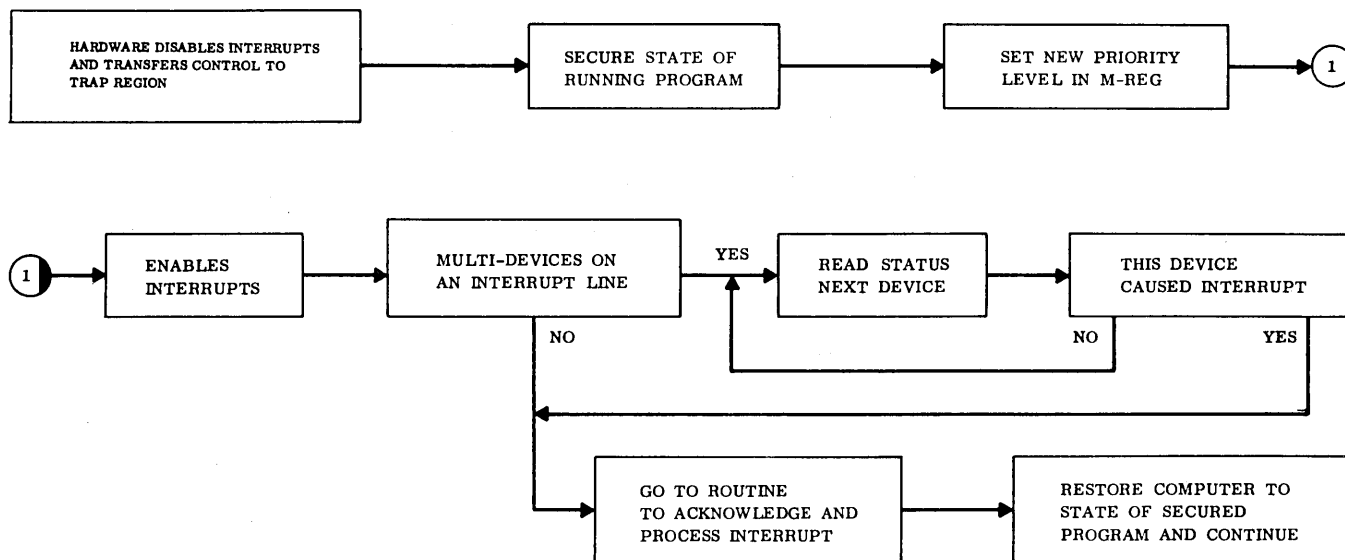 HARDWARE DISABLES INTERRUPTS
AND TRANSFERS CONTROL TO
TRAP REGION
SECURE STATE OF
RUNNING PROGRAM
SET NEW PRIORITY
LEVEL IN M-REG
1
1
ENABLES
INTERRUPTS
MULTI-DEVICES ON
AN INTERRUPT LINE
YES
READ STATUS
NEXT DEVICE
THIS DEVICE
CAUSED INTERRUPT
NO
NO
YES
GO TO ROUTINE
TO ACKNOWLEDGE AND
PROCESS INTERRUPT
RESTORE COMPUTER TO
STATE OF SECURED
PROGRAM AND CONTINUE